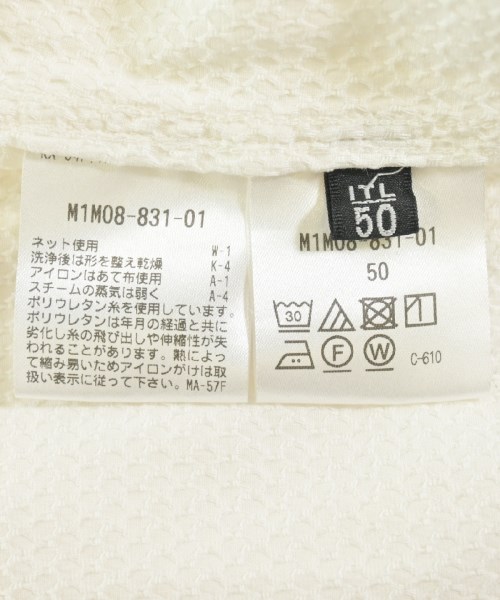 M1M08-831-01
ネット使用 W-1
洗浄後は形を整え乾燥 K-4
アイロンはあて布使用 A-1
スチームの蒸気は弱く A-4
ポリウレタン糸を使用しています。
ポリウレタンは年月の経過と共に
劣化し糸の飛び出しや伸縮性が失
われることがあります。熱によっ
て縮み易いためアイロンがけは取
扱い表示に従って下さい。 MA-57F
50
M1M08-831-01
50
30
F W C-610